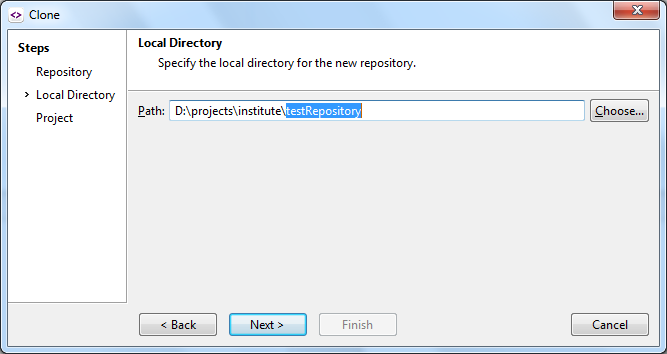 Clone
Steps
Repository
Local Directory
Project
Local Directory
Specify the local directory for the new repository.
Path: D:\projects\institute\testRepository Choose...
< Back Next > Finish Cancel